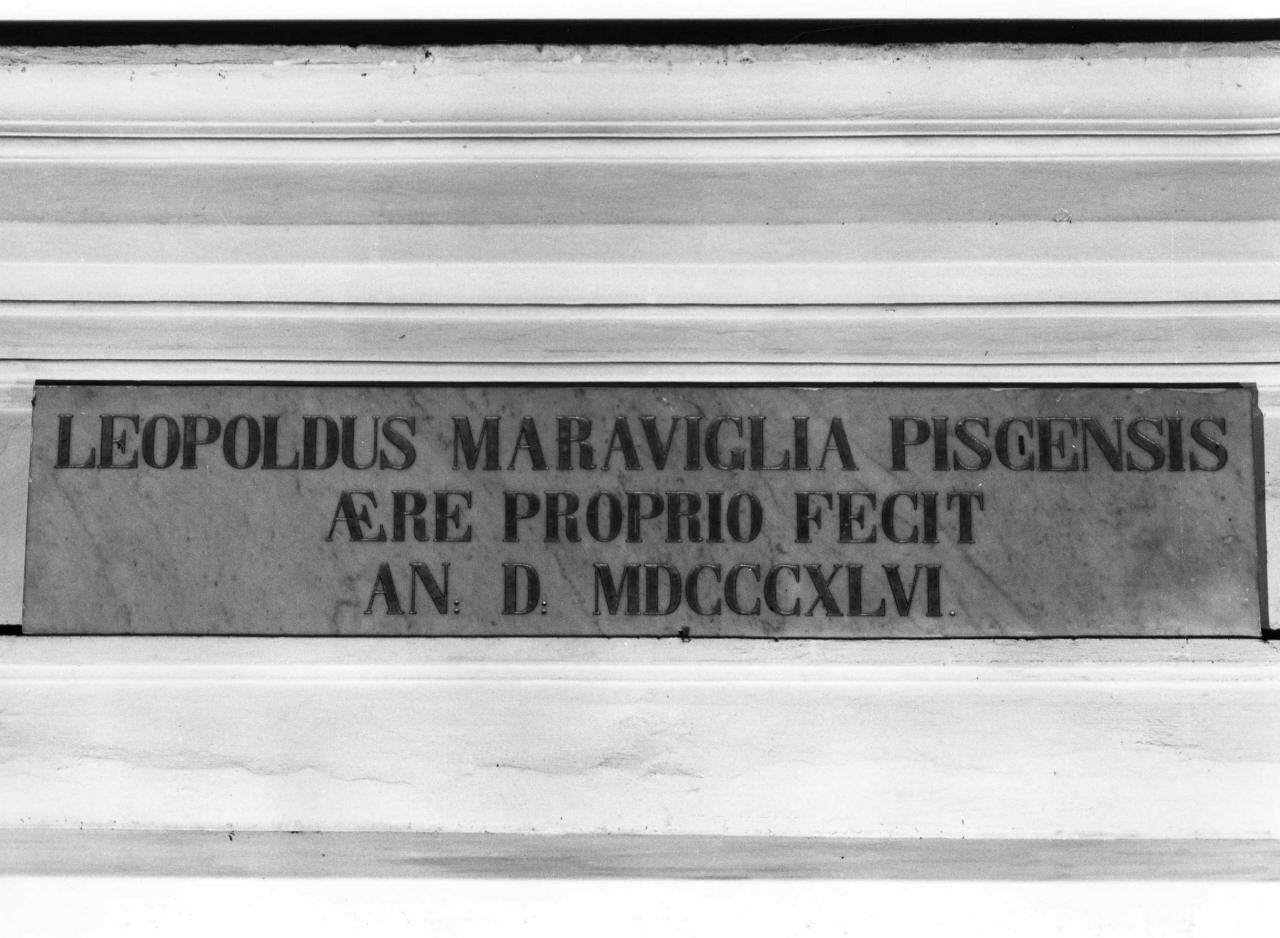 LEOPOLDUS MARAVIGLIA PISCENSIS
ÆRE PROPRIO FECIT
AN: D: MDCCCXLVI.